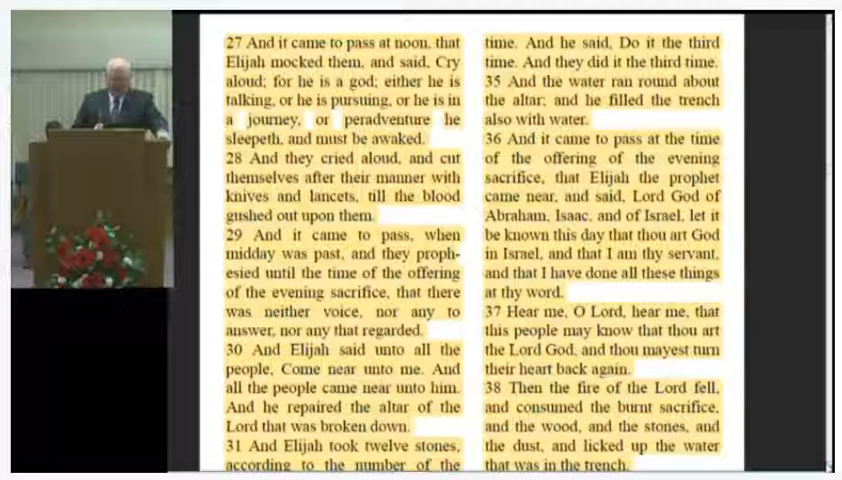 27 And it came to pass at noon, that
Elijah mocked them, and said, Cry
aloud; for he is a god; either he is
talking, or he is pursuing, or he is in
a journey, or peradventure he
sleepeth, and must be awaked.
28 And they cried aloud, and cut
themselves after their manner with
knives and lancets, till the blood
gushed out upon them.
29 And it came to pass, when
midday was past, and they proph-
esied until the time of the offering
of the evening sacrifice, that there
was neither voice, nor any to
answer, nor any that regarded.
30 And Elijah said unto all the
people, Come near unto me. And
all the people came near unto him.
And he repaired the altar of the
Lord that was broken down.
31 And Elijah took twelve stones,
according to the number of the
time. And he said, Do it the third
time. And they did it the third time.
35 And the water ran round about
the altar; and he filled the trench
also with water.
36 And it came to pass at the time
of the offering of the evening
sacrifice, that Elijah the prophet
came near, and said, Lord God of
Abraham, Isaac, and of Israel, let it
be known this day that thou art God
in Israel, and that I am thy servant,
and that I have done all these things
at thy word.
37 Hear me, O Lord, hear me, that
this people may know that thou art
the Lord God, and thou mayest turn
their heart back again.
38 Then the fire of the Lord fell,
and consumed the burnt sacrifice,
and the wood, and the stones, and
the dust, and licked up the water
that was in the trench.